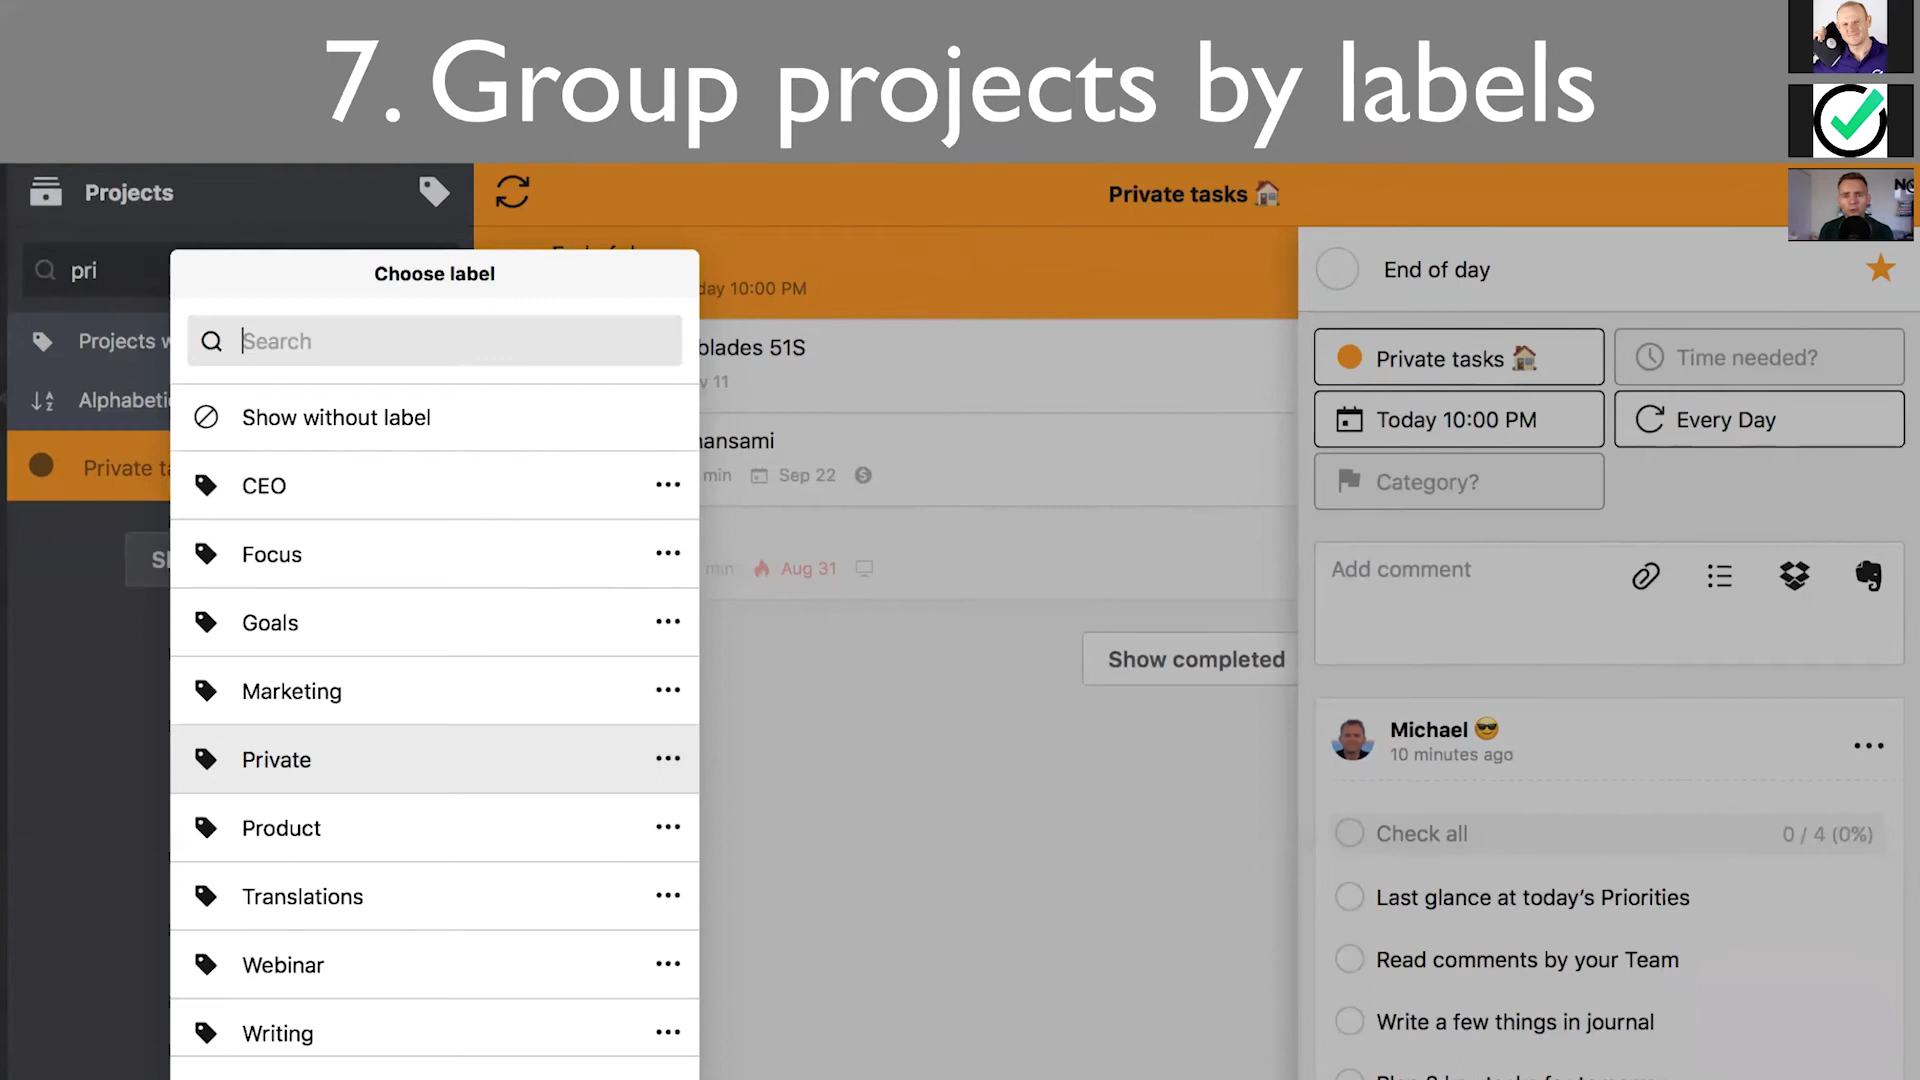 7. Group projects by labels
Projects
Private tasks
pri
Choose label
day 10:00 PM
End of day
Projects
Search
blades 51S
Private tasks
Time needed?
Show without label
Today 10:00 PM
Every Day
CEO
min
Sep 22
Category?
Private
Focus
min
Aug 31
Add comment
Goals
Show completed
Marketing
Michael
10 minutes ago
Private
Product
Check all
0 / 4 (0%)
Translations
Last glance at today's Priorities
Webinar
Read comments by your Team
Writing
Write a few things in journal